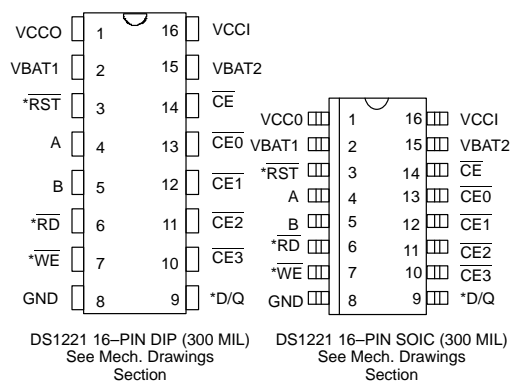 VCCO 1 16 VCCI
VBAT1 2 15 VBAT2
*RST 3 14 CE
A 4 13 CE0
B 5 12 CE1
*RD 6 11 CE2
*WE 7 10 CE3
GND 8 9 *D/Q
DS1221 16–PIN DIP (300 MIL)
See Mech. Drawings
Section
VCC0 1 16 VCCI
VBAT1 2 15 VBAT2
*RST 3 14 CE
A 4 13 CE0
B 5 12 CE1
*RD 6 11 CE2
*WE 7 10 CE3
GND 8 9 *D/Q
DS1221 16–PIN SOIC (300 MIL)
See Mech. Drawings
Section